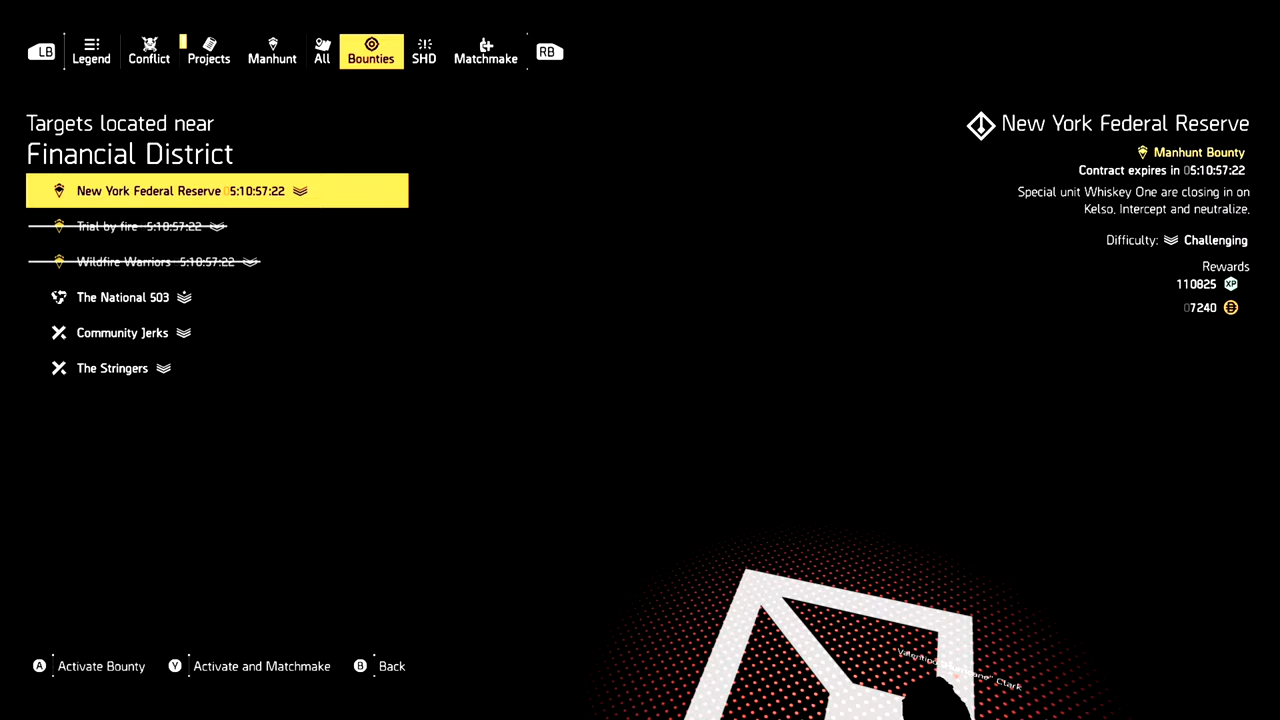 LB Legend Conflict Projects Manhunt All Bounties SHD Matchmake RB
Targets located near
Financial District
New York Federal Reserve 05:10:57:22
Trial by fire 5:10:57:22
Wildfire Warriors 5:10:57:22
The National 503
Community Jerks
The Stringers
New York Federal Reserve
Manhunt Bounty
Contract expires in 05:10:57:22
Special unit Whiskey One are closing in on
Kelso. Intercept and neutralize.
Difficulty: Challenging
Rewards
110825 XP
07240
Clark
A Activate Bounty Y Activate and Matchmake B Back